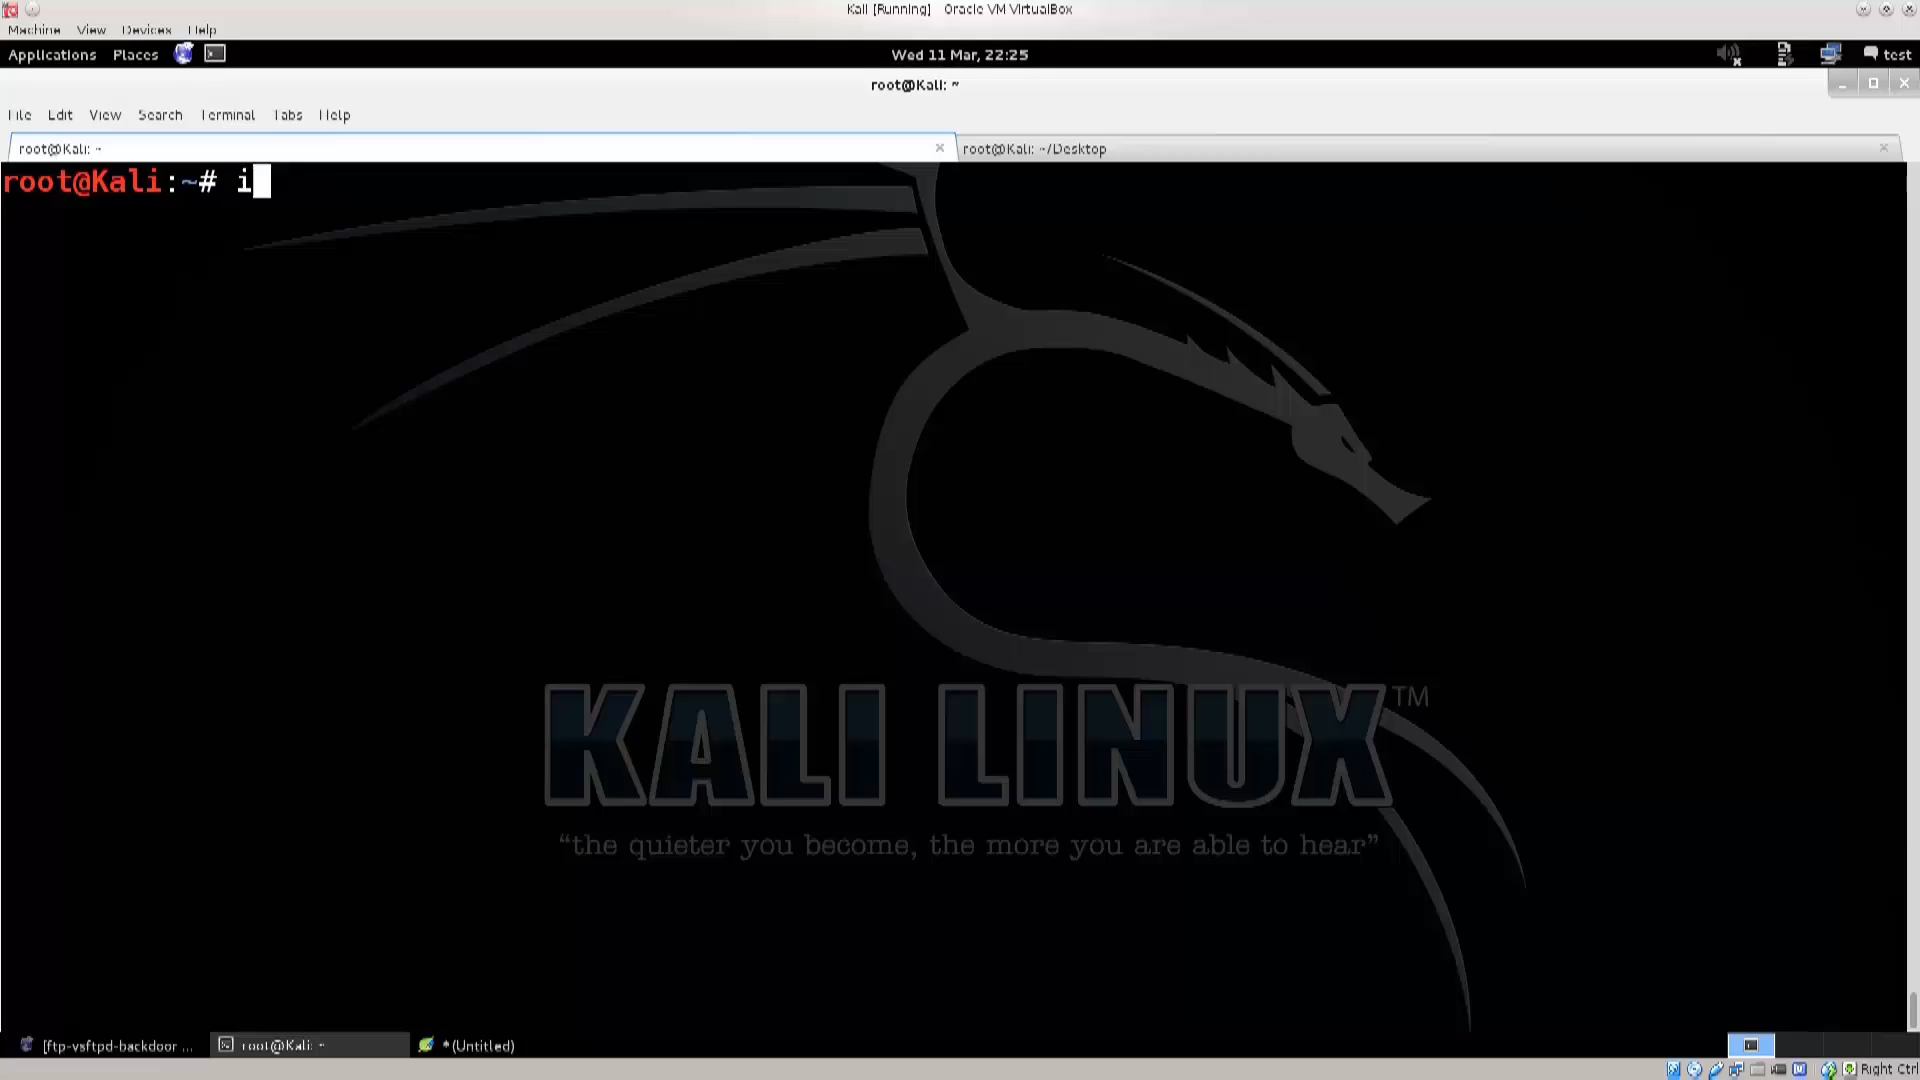 Kali [Running] Oracle VM VirtualBox
Machine View Devices Help
Applications Places
Wed 11 Mar, 22:25
test
root@Kali: ~
File Edit View Search Terminal Tabs Help
root@Kali: ~
root@Kali: ~/Desktop
root@Kali:~# i
KALI LINUX™
“the quieter you become, the more you are able to hear”
[ftp-vsftpd-backdoor ...
root@Kali: ~
*(Untitled)
Right Ctrl